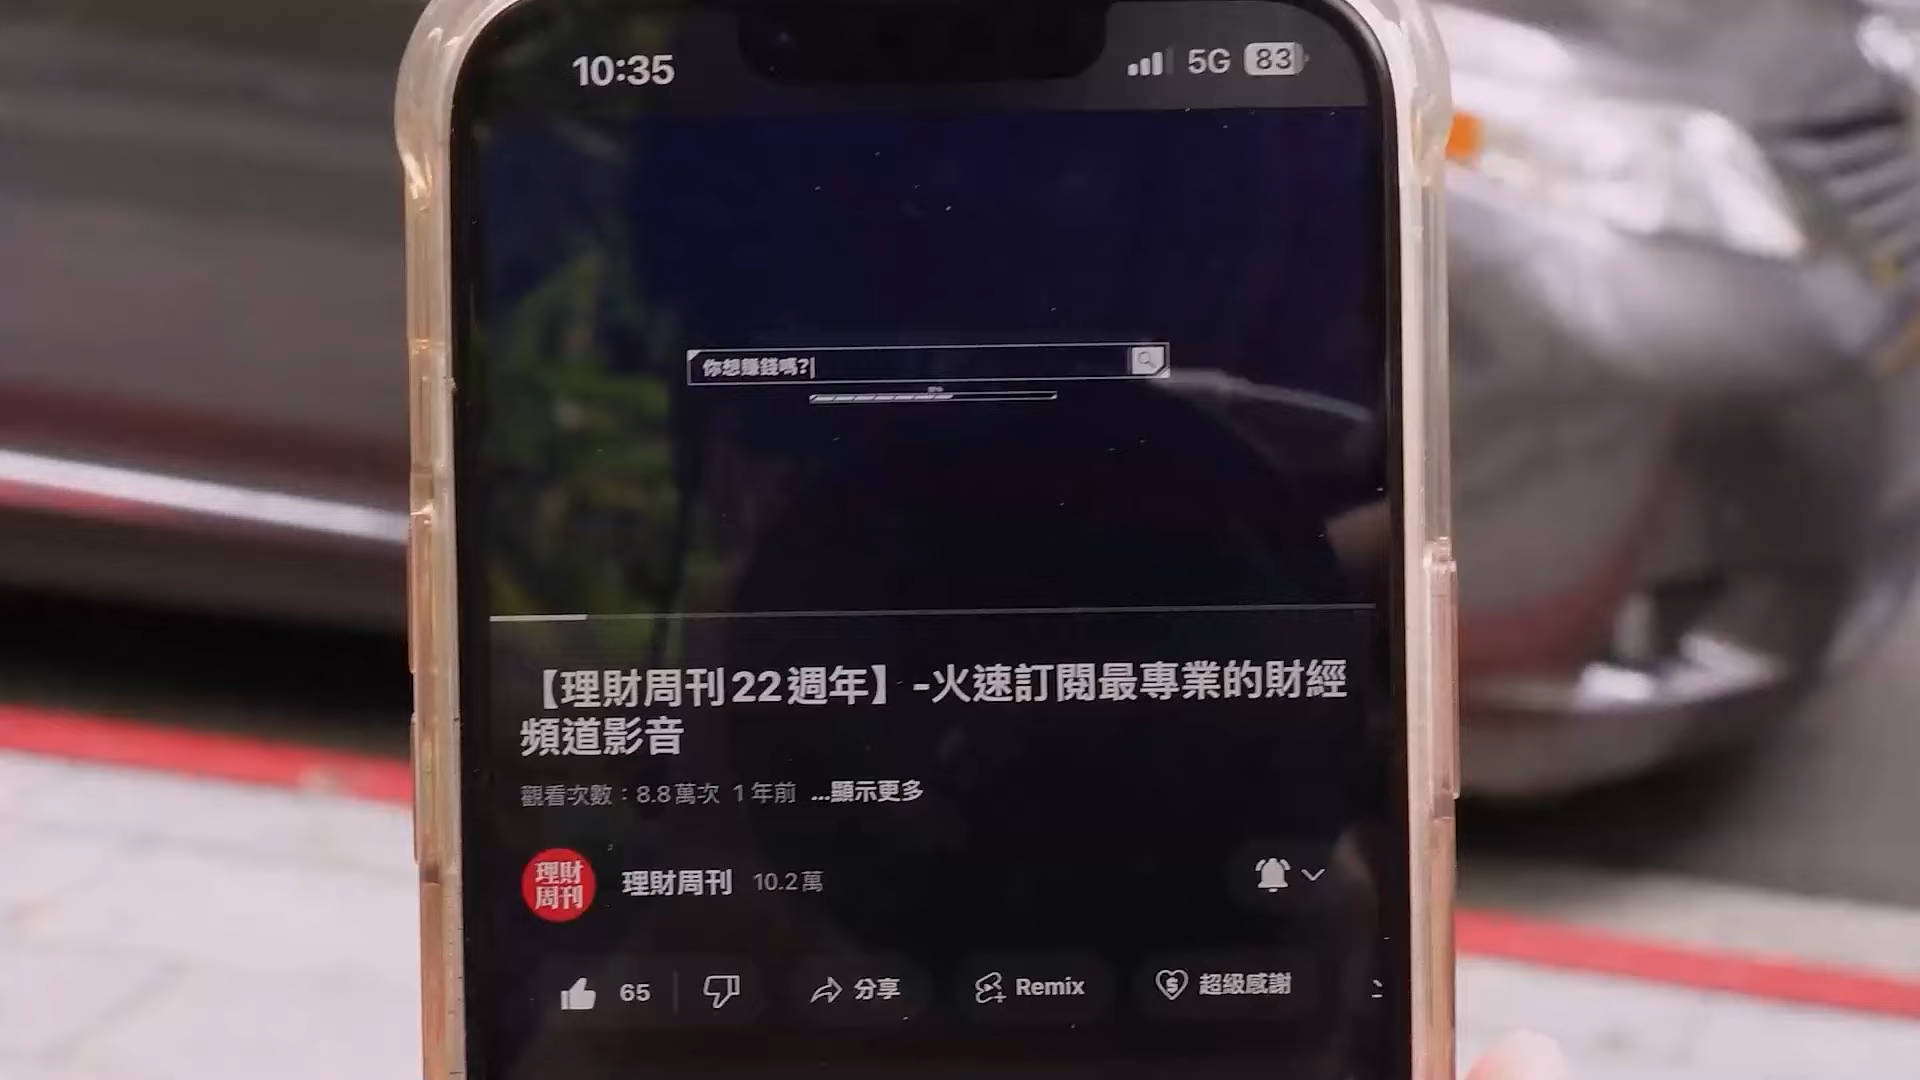 10:35
5G 83
你想賺錢嗎?
【理財周刊22週年】-火速訂閱最專業的財經
頻道影音
觀看次數：8.8萬次 1年前 ...顯示更多
理財
周刊
理財周刊 10.2萬
65 分享 Remix 超級感謝